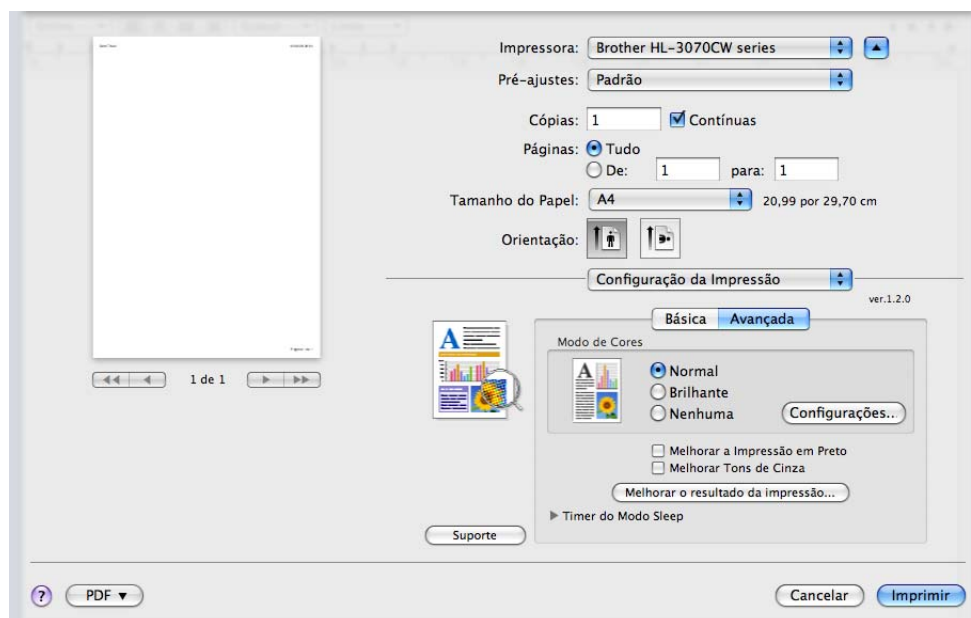 Impressora: Brother HL-3070CW series
Pré-ajustes: Padrão
Cópias: 1 Contínuas
Páginas: Tudo
De: 1 para: 1
Tamanho do Papel: A4 20,99 por 29,70 cm
Orientação:
Configuração da Impressão
ver.1.2.0
Básica Avançada
Modo de Cores
A
A
Normal
Brilhante
Nenhuma Configurações...
1 de 1
Melhorar a Impressão em Preto
Melhorar Tons de Cinza
Melhorar o resultado da impressão...
Timer do Modo Sleep
Suporte
? PDF Cancelar Imprimir